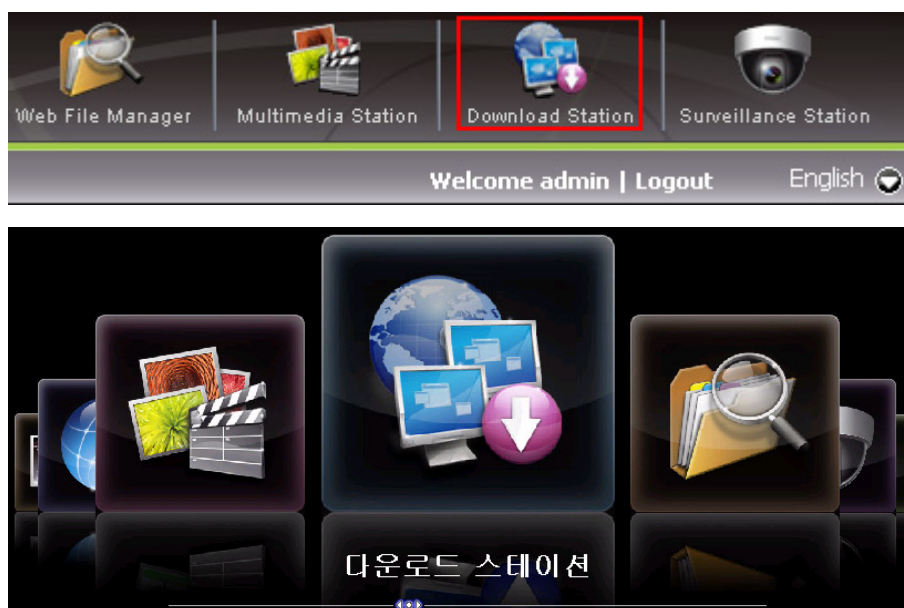 Web File Manager
Multimedia Station
Download Station
Surveillance Station
Welcome admin | Logout
English
다운로드 스테이션